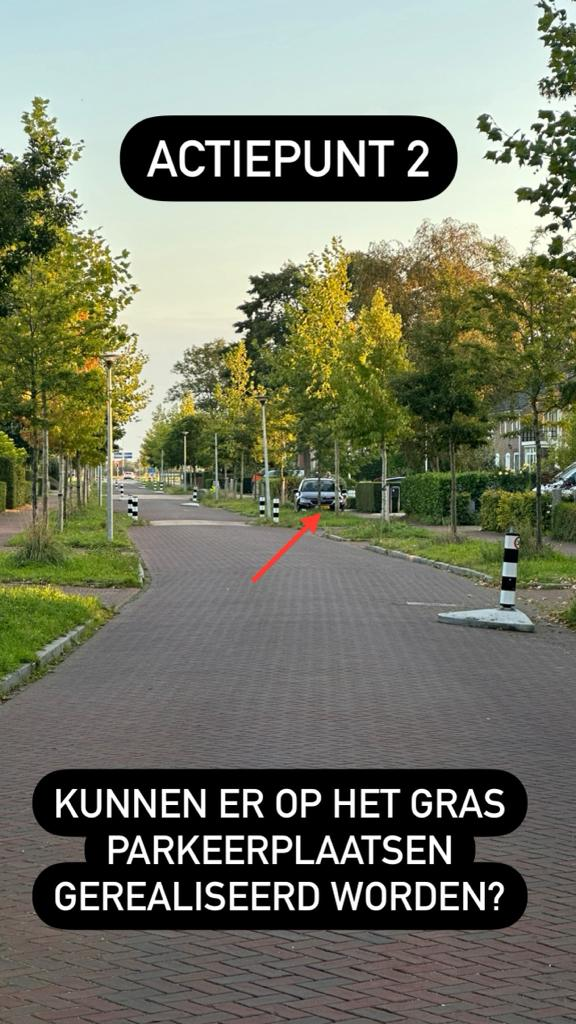 ACTIEPUNT 2
KUNNEN ER OP HET GRAS
PARKEERPLAATSEN
GEREALISEERD WORDEN?